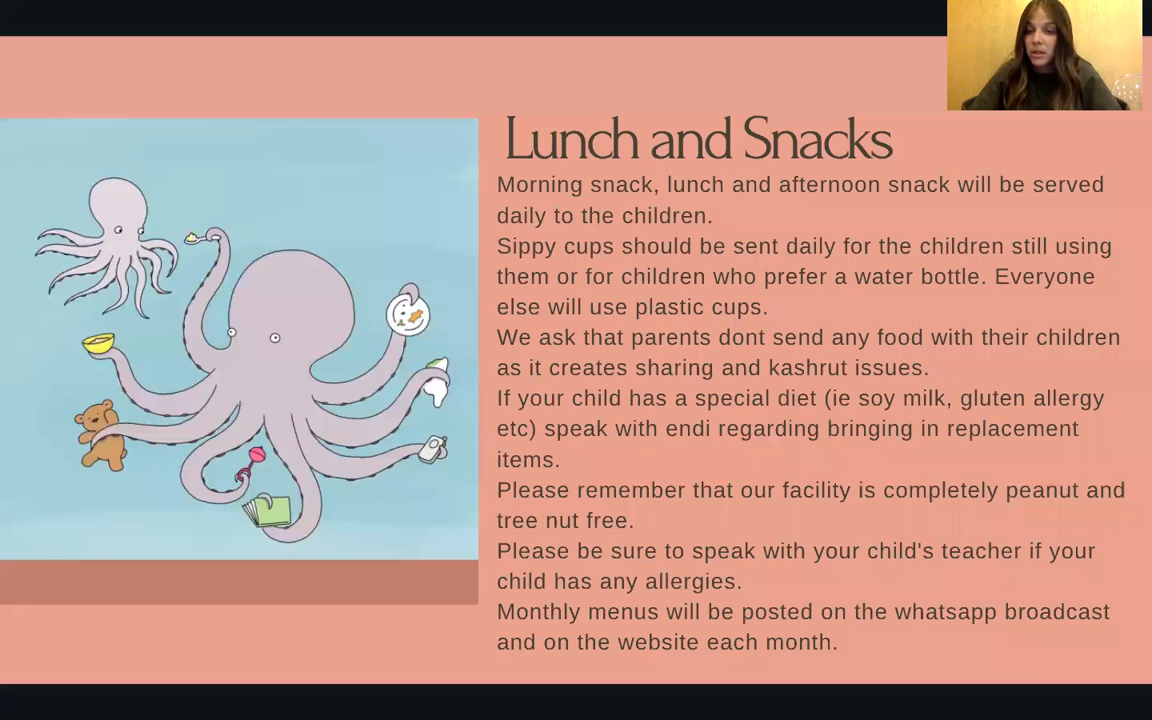 Lunch and Snacks
Morning snack, lunch and afternoon snack will be served
daily to the children.
Sippy cups should be sent daily for the children still using
them or for children who prefer a water bottle. Everyone
else will use plastic cups.
We ask that parents dont send any food with their children
as it creates sharing and kashrut issues.
If your child has a special diet (ie soy milk, gluten allergy
etc) speak with endi regarding bringing in replacement
items.
Please remember that our facility is completely peanut and
tree nut free.
Please be sure to speak with your child's teacher if your
child has any allergies.
Monthly menus will be posted on the whatsapp broadcast
and on the website each month.